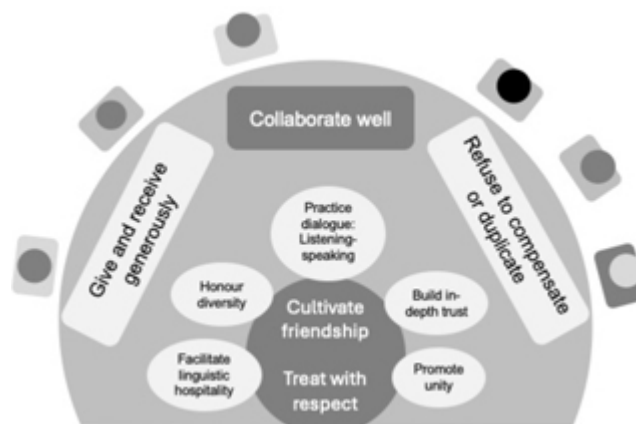 Collaborate well
Give and receive
generously
Refuse to compensate
or duplicate
Practice
dialogue:
Listening-
speaking
Honour
diversity
Build in-
depth trust
Cultivate
friendship
Facilitate
linguistic
hospitality
Treat with
respect
Promote
unity